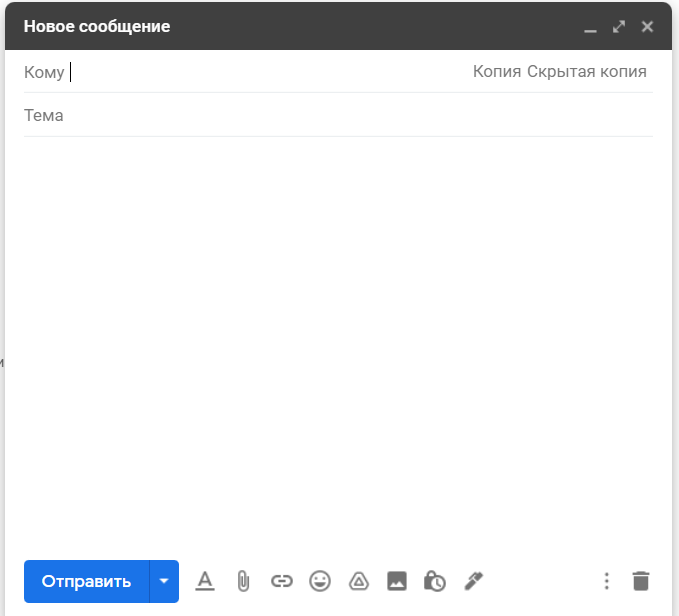 Новое сообщение
Кому Копия Скрытая копия
Тема
Отправить